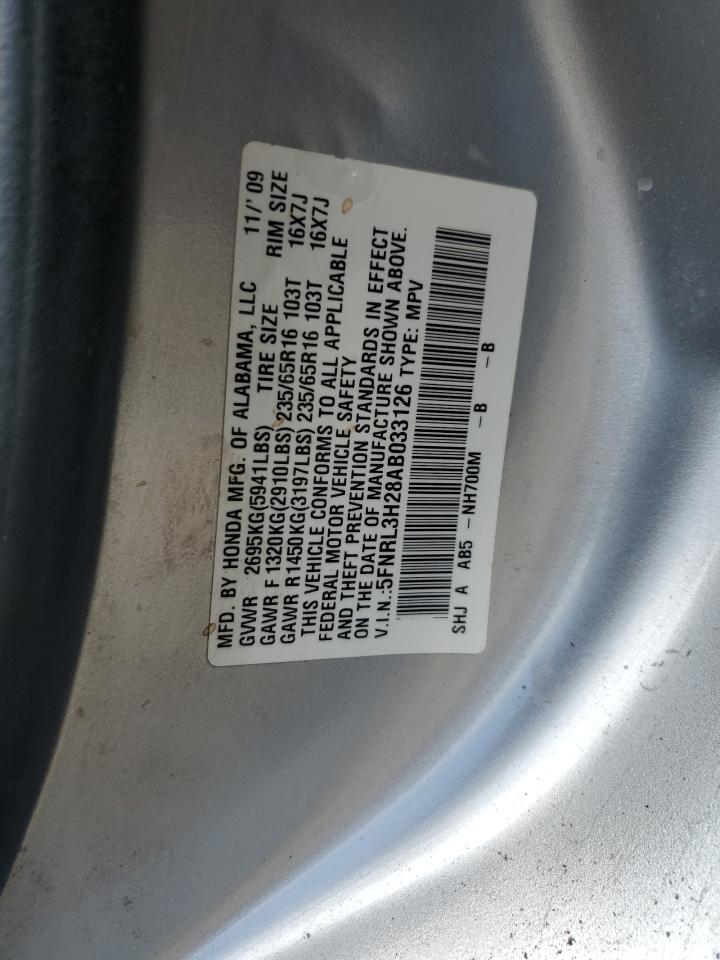 MFD. BY HONDA MFG. OF ALABAMA, LLC 11/' 09
GVWR 2695KG(5941LBS) TIRE SIZE RIM SIZE
GAWR F 1320KG(2910LBS) 235/65R16 103T 16X7J
GAWR R1450KG(3197LBS) 235/65R16 103T 16X7J
THIS VEHICLE CONFORMS TO ALL APPLICABLE
FEDERAL MOTOR VEHICLE SAFETY
AND THEFT PREVENTION STANDARDS IN EFFECT
ON THE DATE OF MANUFACTURE SHOWN ABOVE.
V.I.N.:5FNRL3H28AB033126 TYPE: MPV
SHJ A AB5 -NH700M -B -B